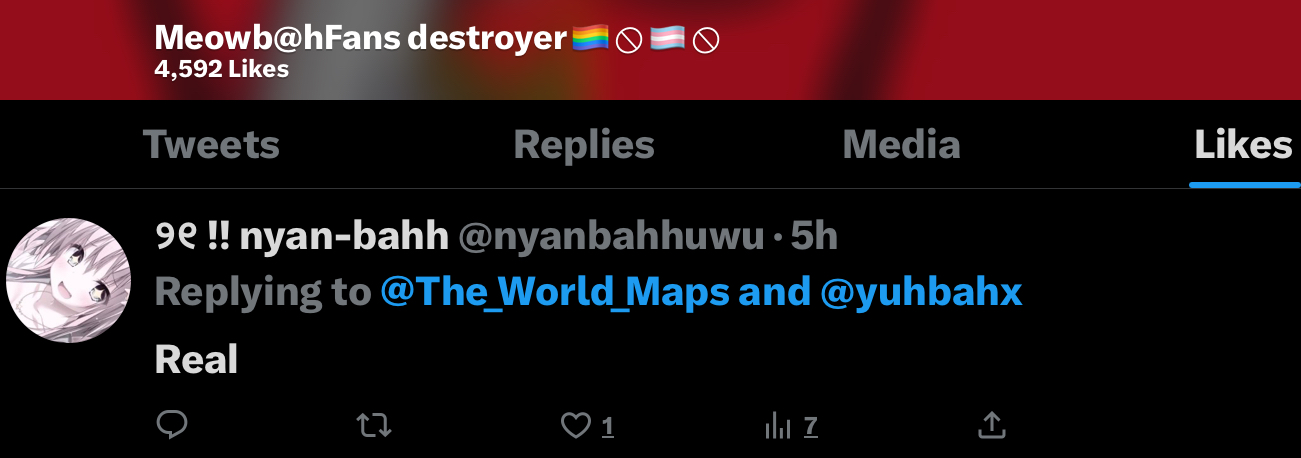 Meowb@hFans destroyer🏳️‍🌈🚫🏳️‍⚧️🚫
4,592 Likes
Tweets Replies Media Likes
୨୧ !! nyan-bahh @nyanbahhuwu · 5h
Replying to @The_World_Maps and @yuhbahx
Real
1 7